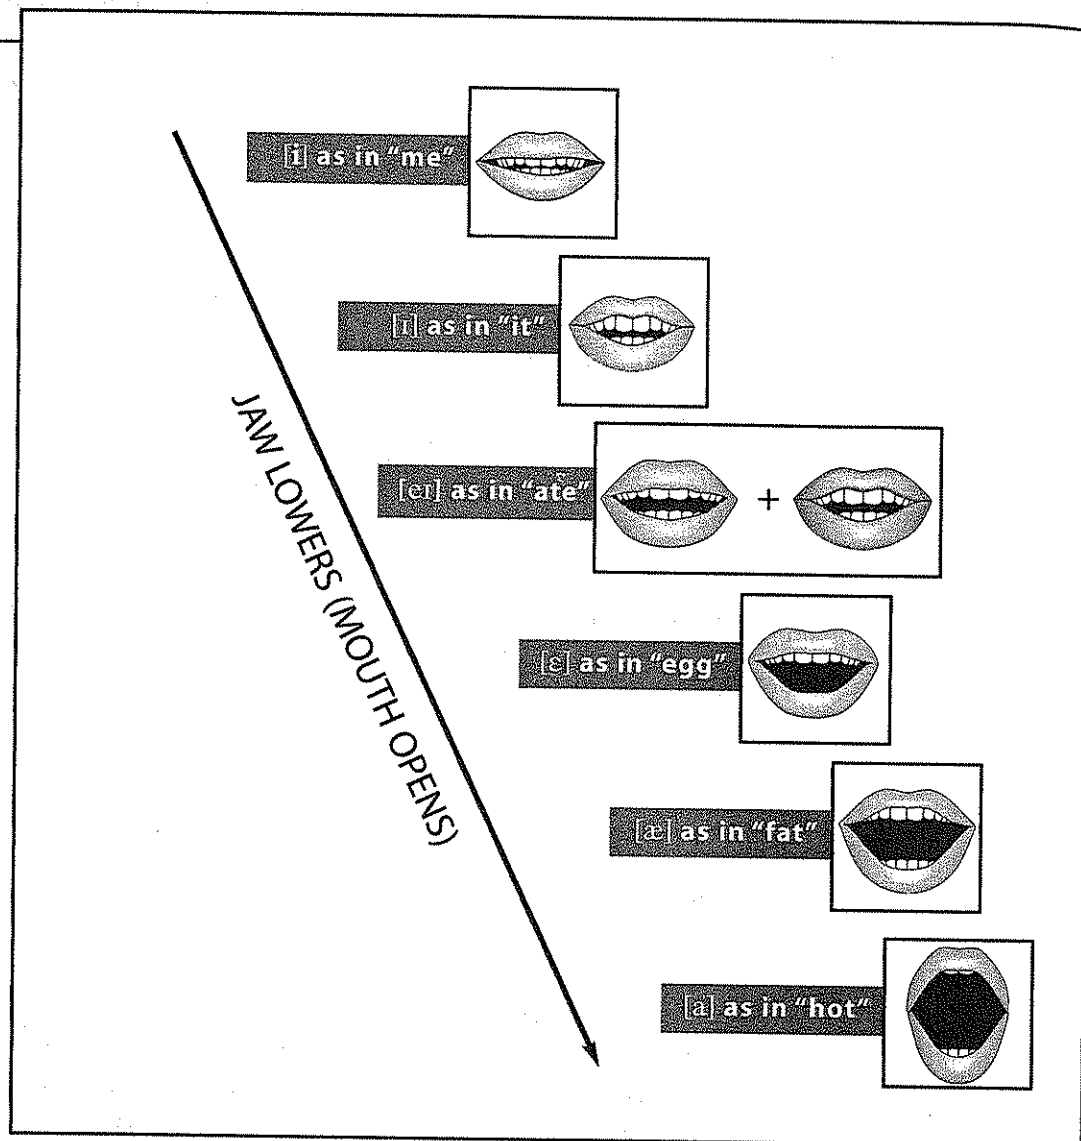 [i] as in "me"
[ɪ] as in "it"
[eɪ] as in "ate"
+
[ɛ] as in "egg"
[æ] as in "fat"
[a] as in "hot"
JAW LOWERS (MOUTH OPENS)